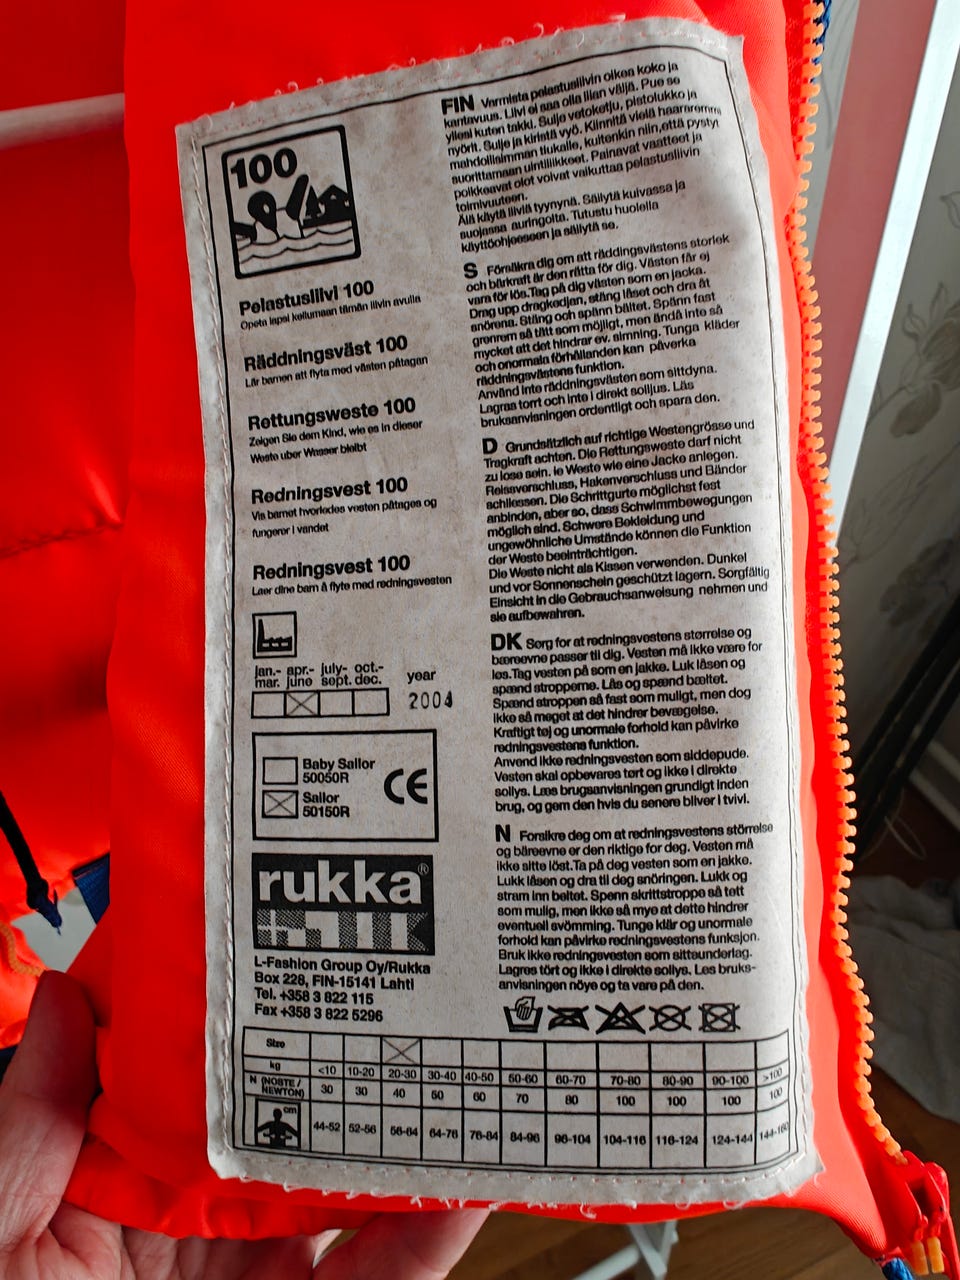 100
Pelastusliivi 100
Opeta lapsi kellumaan tämän liivin avulla
Räddningsväst 100
Lär barnen att flyta med västen påtagen
Rettungsweste 100
Zeigen Sie dem Kind, wie es in dieser
Weste uber Wasser bleibt
Redningsvest 100
Vis barnet hvorledes vesten påtages og
fungerer i vandet
Redningsvest 100
Laer dine barn å flyte med redningsvesten
jan.- apr.- july- oct.-
mar. june sept. dec. year
2004
Baby Sailor
50050R
Sailor
50150R
CE
rukka®
L-Fashion Group Oy/Rukka
Box 228, FIN-15141 Lahti
Tel. +358 3 822 115
Fax +358 3 822 5296
FIN Varmista pelastusliivin oikea koko ja
kantavuus. Liivi ei saa olla liian väljä. Pue se
yllesi kuten takki. Sulje vetoketju, pistolukko ja
nyörit. Sulje ja kiristä vyö. Kiinnitä vielä haararemmi
mahdollisimman tiukalle, kuitenkin niin,että pystyt
suorittamaan uintiliikkeet. Painavat vaatteet ja
poikkeavat olot voivat vaikuttaa pelastusliivin
toimivuuteen.
Älä käytä liiviä tyynynä. Säilytä kuivassa ja
suojassa auringolta. Tutustu huolella
käyttöohjeeseen ja säilytä se.
S Försäkra dig om att räddingsvästens storlek
och bärkraft är den rätta för dig. Västen får ej
vara för lös.Tag på dig västen som en jacka.
Drag upp dragkedjan, stäng låset och dra åt
snörena. Stäng och spänn bältet. Spänn fast
grenrem så tätt som möjligt, men ändå inte så
mycket att det hindrar ev. simning. Tunga kläder
och onormala förhållanden kan påverka
räddningsvästens funktion.
Använd inte räddningsvästen som sittdyna.
Lagras torrt och inte i direkt solljus. Läs
bruksanvisningen ordentligt och spara den.
D Grundsätzlich auf richtige Westengrösse und
Tragkraft achten. Die Rettungsweste darf nicht
zu lose sein. ie Weste wie eine Jacke anlegen.
Reissverschluss, Hakenverschluss und Bänder
schliessen. Die Schrittgurte möglichst fest
anbinden, aber so, dass Schwimmbewegungen
möglich sind. Schwere Bekleidung und
ungewöhnliche Umstände können die Funktion
der Weste beeinträchtigen.
Die Weste nicht als Kissen verwenden. Dunkel
und vor Sonnenschein geschützt lagern. Sorgfältig
Einsicht in die Gebrauchsanweisung nehmen und
sie aufbewahren.
DK Sørg for at redningsvestens størrelse og
bæreevne passer til dig. Vesten må ikke være for
løs.Tag vesten på som en jakke. Luk låsen og
spænd stropperne. Lås og spænd bæltet.
Spænd stroppen så fast som muligt, men dog
ikke så meget at det hindrer bevægelse.
Kraftigt tøj og unormale forhold kan påvirke
redningsvestens funktion.
Anvend ikke redningsvesten som siddepude.
Vesten skal opbevares tørt og ikke i direkte
sollys. Læs brugsanvisningen grundigt inden
brug, og gem den hvis du senere bliver i tvivl.
N Forsikre deg om at redningsvestens størrelse
og bäreevne er den riktige for deg. Vesten må
ikke sitte löst.Ta på deg vesten som en jakke.
Lukk låsen og dra til deg snöringen. Lukk og
stram inn beltet. Spenn skrittstroppe så tett
som mulig, men ikke så mye at dette hindrer
eventuell svömming. Tunge klär og unormale
forhold kan påvirke redningsvestens funksjon.
Bruk ikke redningsvesten som sitteunderlag.
Lagres tört og ikke i direkte sollys. Les bruks-
anvisningen nöye og ta vare på den.
Size
kg <10 10-20 20-30 30-40 40-50 50-60 60-70 70-80 80-90 90-100 >100
N (NOSTE / NEWTON) 30 30 40 50 60 70 80 100 100 100 100
cm 44-52 52-56 56-64 64-76 76-84 84-96 96-104 104-116 116-124 124-144 144-160